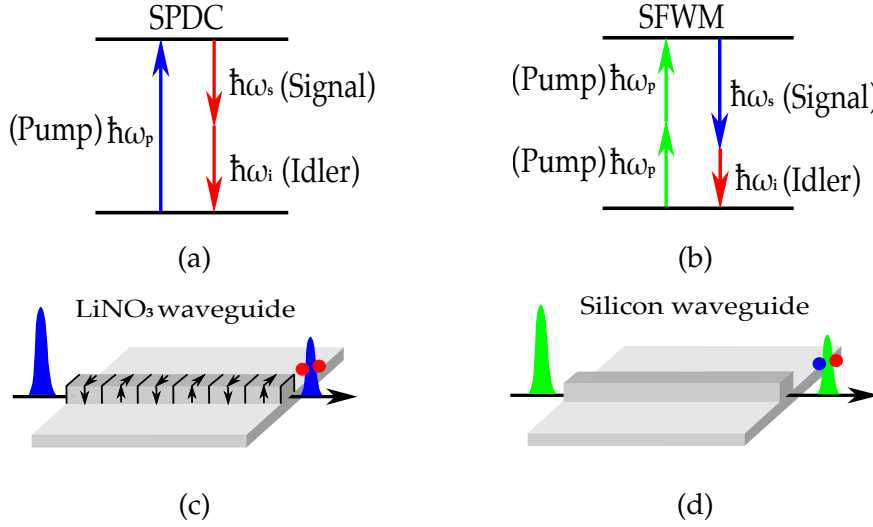 SPDC
ħωₛ (Signal)
(Pump) ħωₚ
ħωᵢ (Idler)
(a)
SFWM
(Pump) ħωₚ
ħωₛ (Signal)
(Pump) ħωₚ
ħωᵢ (Idler)
(b)
LiNO₃ waveguide
(c)
Silicon waveguide
(d)